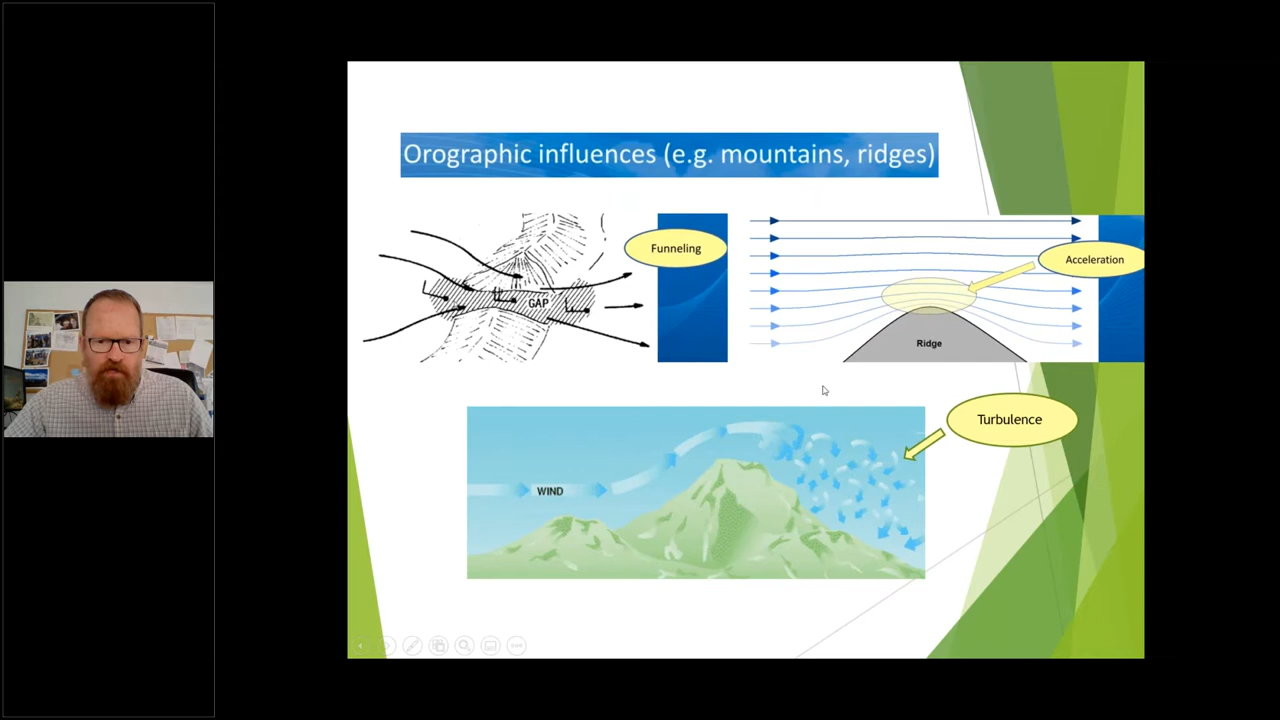 Orographic influences (e.g. mountains, ridges)
Funneling
GAP
Acceleration
Ridge
Turbulence
WIND